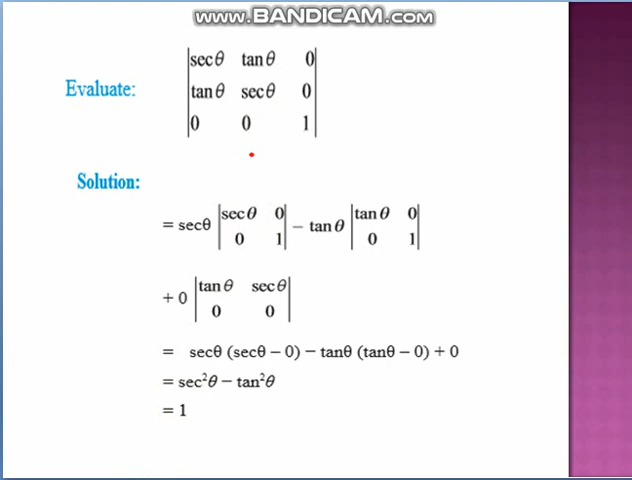 www.BANDICAM.com
Evaluate:
|secθ tanθ 0|
|tanθ secθ 0|
|0 0 1|
Solution:
= secθ |secθ 0| − tanθ |tanθ 0|
|0 1| |0 1|
+ 0 |tanθ secθ|
|0 0|
= secθ (secθ − 0) − tanθ (tanθ − 0) + 0
= sec²θ − tan²θ
= 1